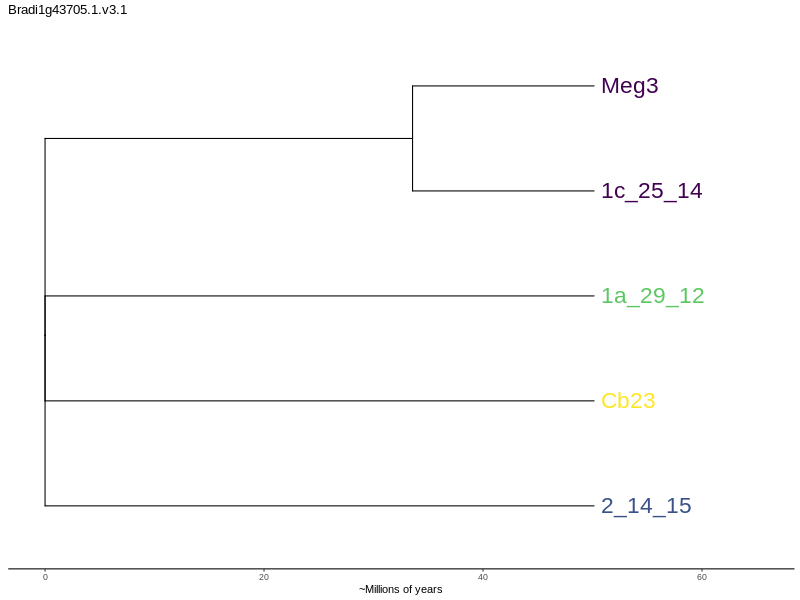 Bradi1g43705.1.v3.1
Meg3
1c_25_14
1a_29_12
Cb23
2_14_15
0 20 40 60
~Millions of years